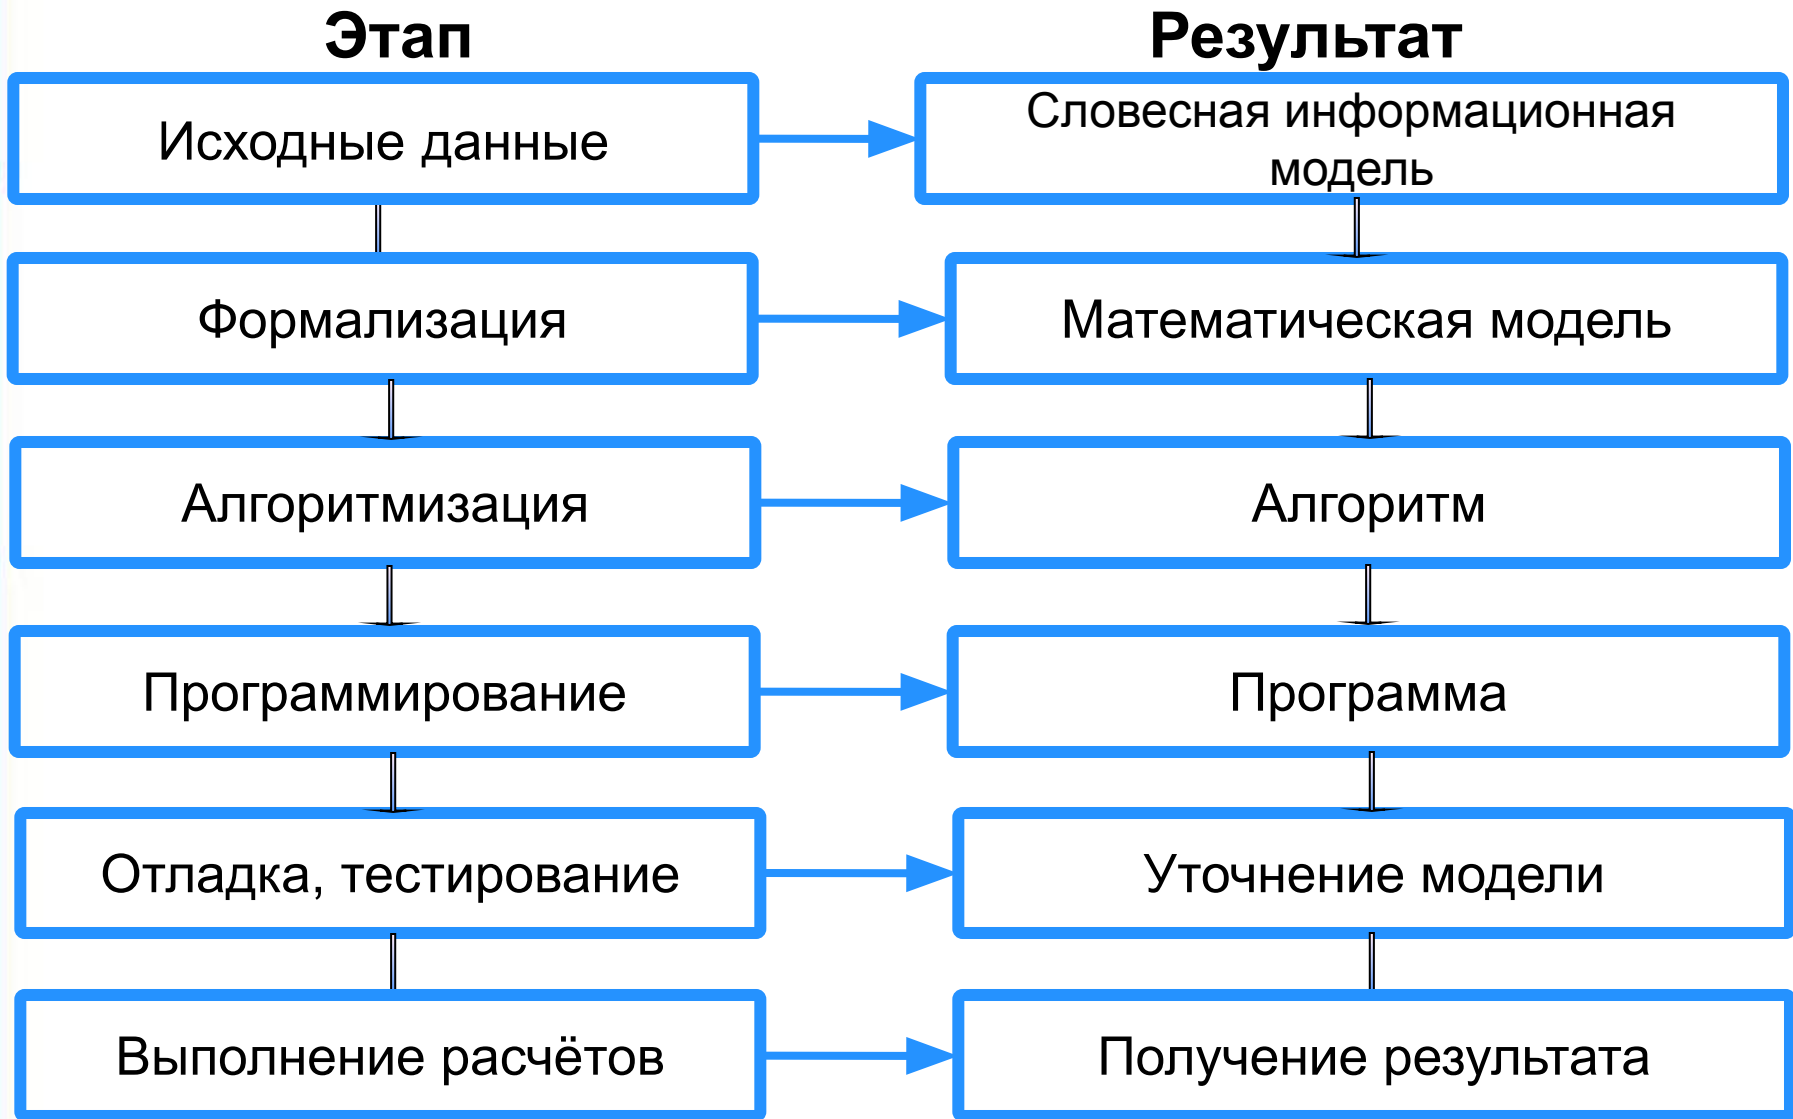 Этап
Результат
Исходные данные
Словесная информационная
модель
Формализация
Математическая модель
Алгоритмизация
Алгоритм
Программирование
Программа
Отладка, тестирование
Уточнение модели
Выполнение расчётов
Получение результата